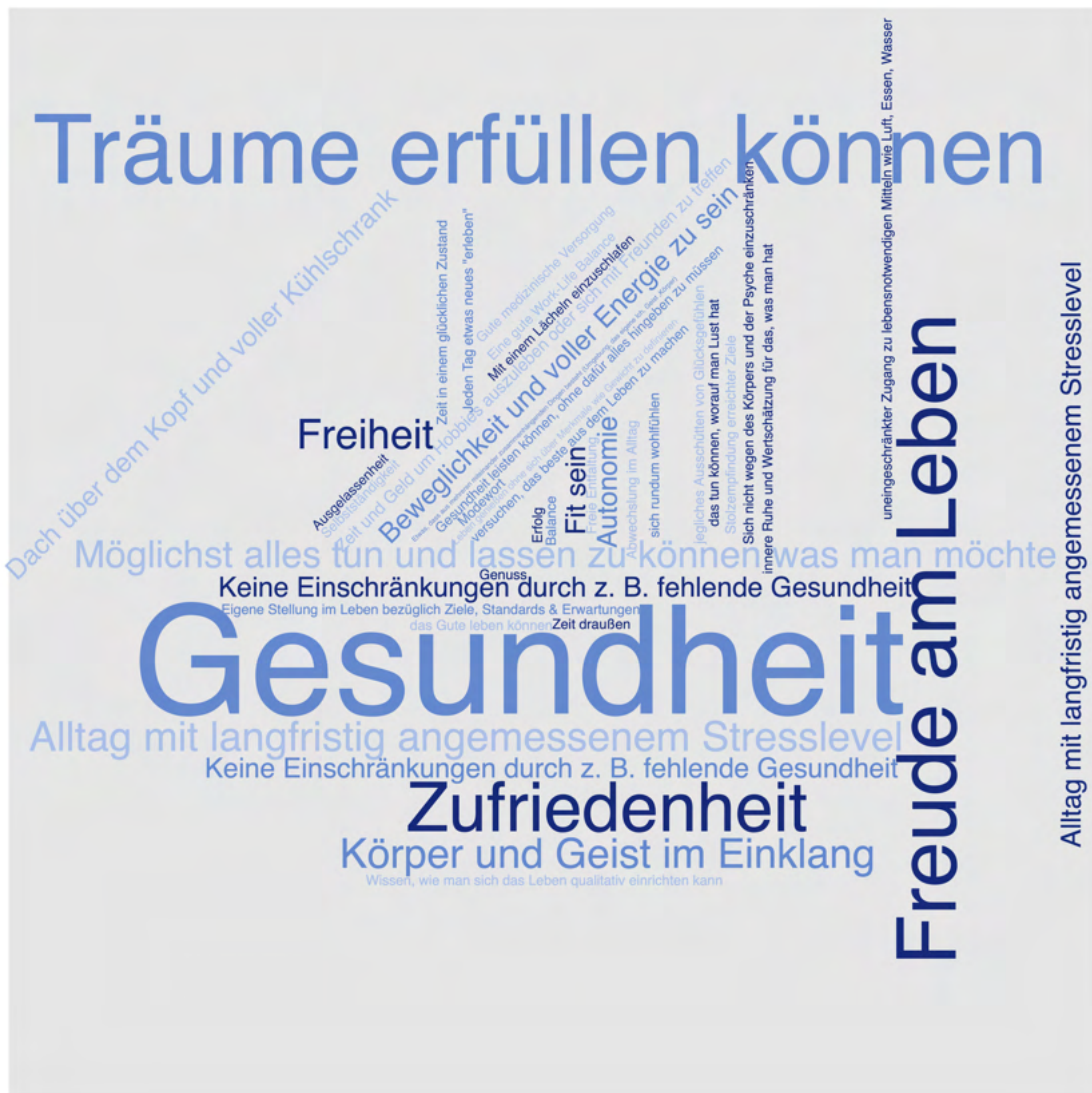 Träume erfüllen können
Dach über dem Kopf und voller Kühlschrank
Zeit in einem glücklichen Zustand
Jeden Tag etwas neues "erleben"
Gute medizinische Versorgung
Eine gute Work-Life Balance
Mit einem Lächeln einzuschlafen
Zeit und Geld um Hobbies auszuleben oder sich mit Freunden zu treffen
Beweglichkeit und voller Energie zu sein
Gesundheit leisten können, ohne dafür alles hingeben zu müssen
Modewort
ohne sich über Merkmale wie Gewicht zu definieren
versuchen, das beste aus dem Leben zu machen
Freiheit
Ausgelassenheit
Selbstständigkeit
Erfolg
Balance
Fit sein
Freie Entfaltung
Autonomie
Abwechslung im Alltag
sich rundum wohlfühlen
jegliches Ausschütten von Glücksgefühlen
das tun können, worauf man Lust hat
Stolzempfindung erreichter Ziele
Sich nicht wegen des Körpers und der Psyche einzuschränken
innere Ruhe und Wertschätzung für das, was man hat
uneingeschränkter Zugang zu lebensnotwendigen Mitteln wie Luft, Essen, Wasser
Freude am Leben
Alltag mit langfristig angemessenem Stresslevel
Möglichst alles tun und lassen zu können was man möchte
Genuss
Keine Einschränkungen durch z. B. fehlende Gesundheit
Eigene Stellung im Leben bezüglich Ziele, Standards & Erwartungen
das Gute leben können
Zeit draußen
Gesundheit
Alltag mit langfristig angemessenem Stresslevel
Keine Einschränkungen durch z. B. fehlende Gesundheit
Zufriedenheit
Körper und Geist im Einklang
Wissen, wie man sich das Leben qualitativ einrichten kann